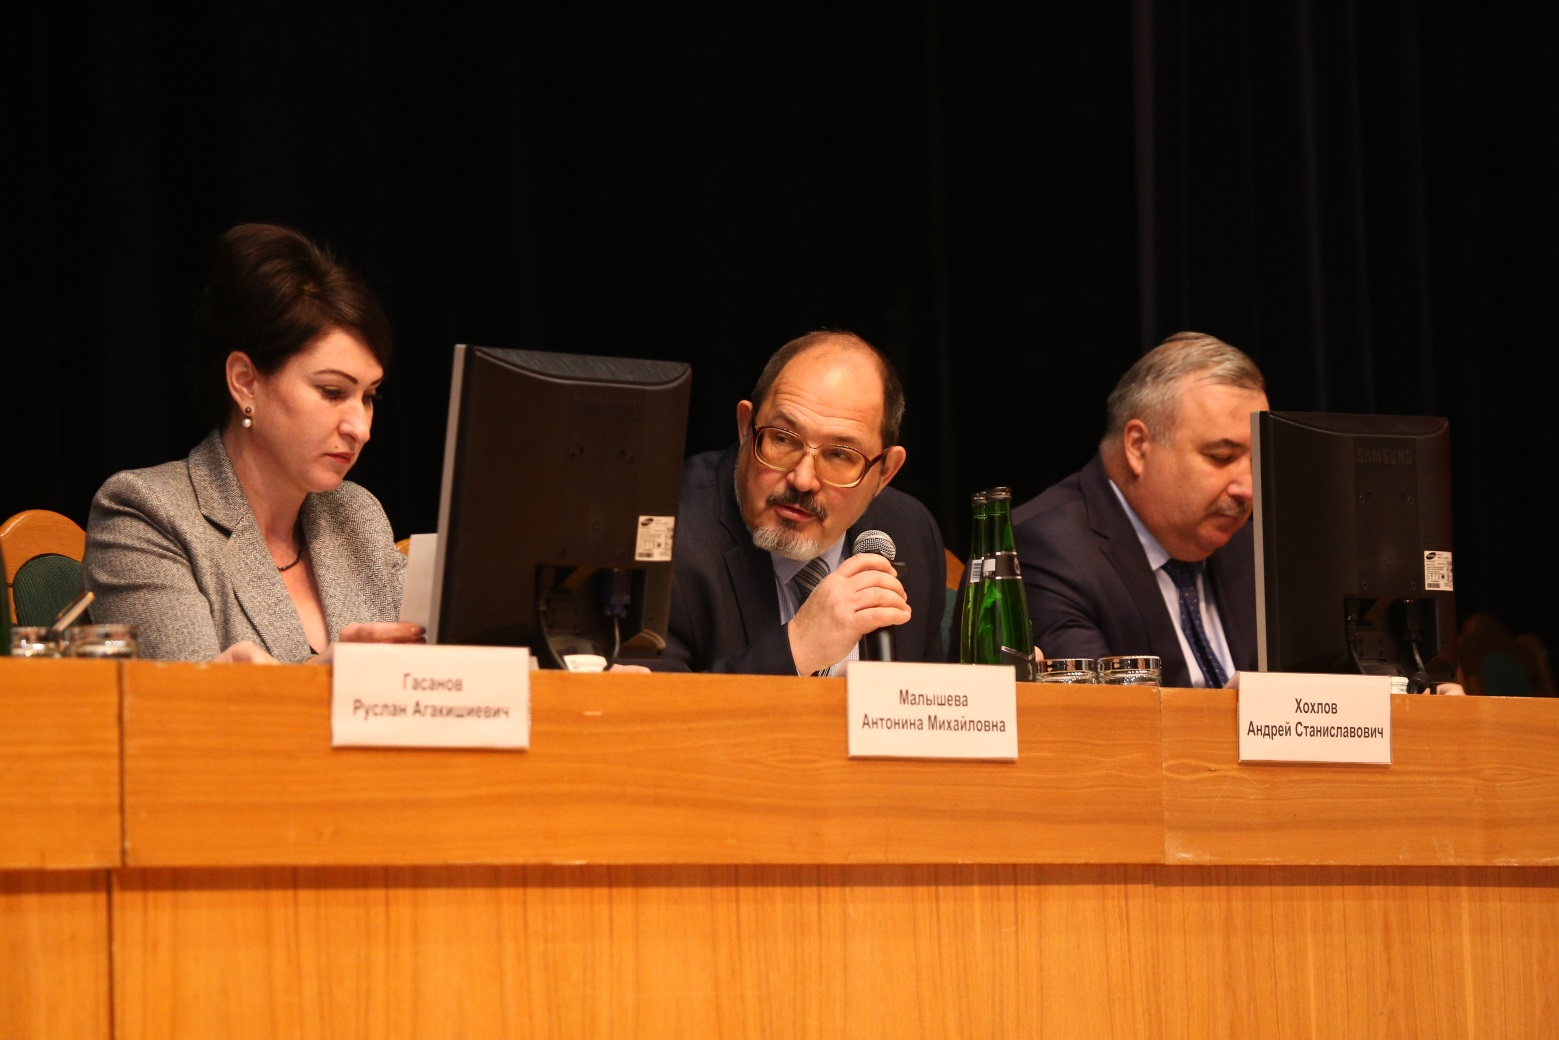 Гасанов
Руслан Агакишиевич
Малышева
Антонина Михайловна
Хохлов
Андрей Станиславович
SAMSUNG